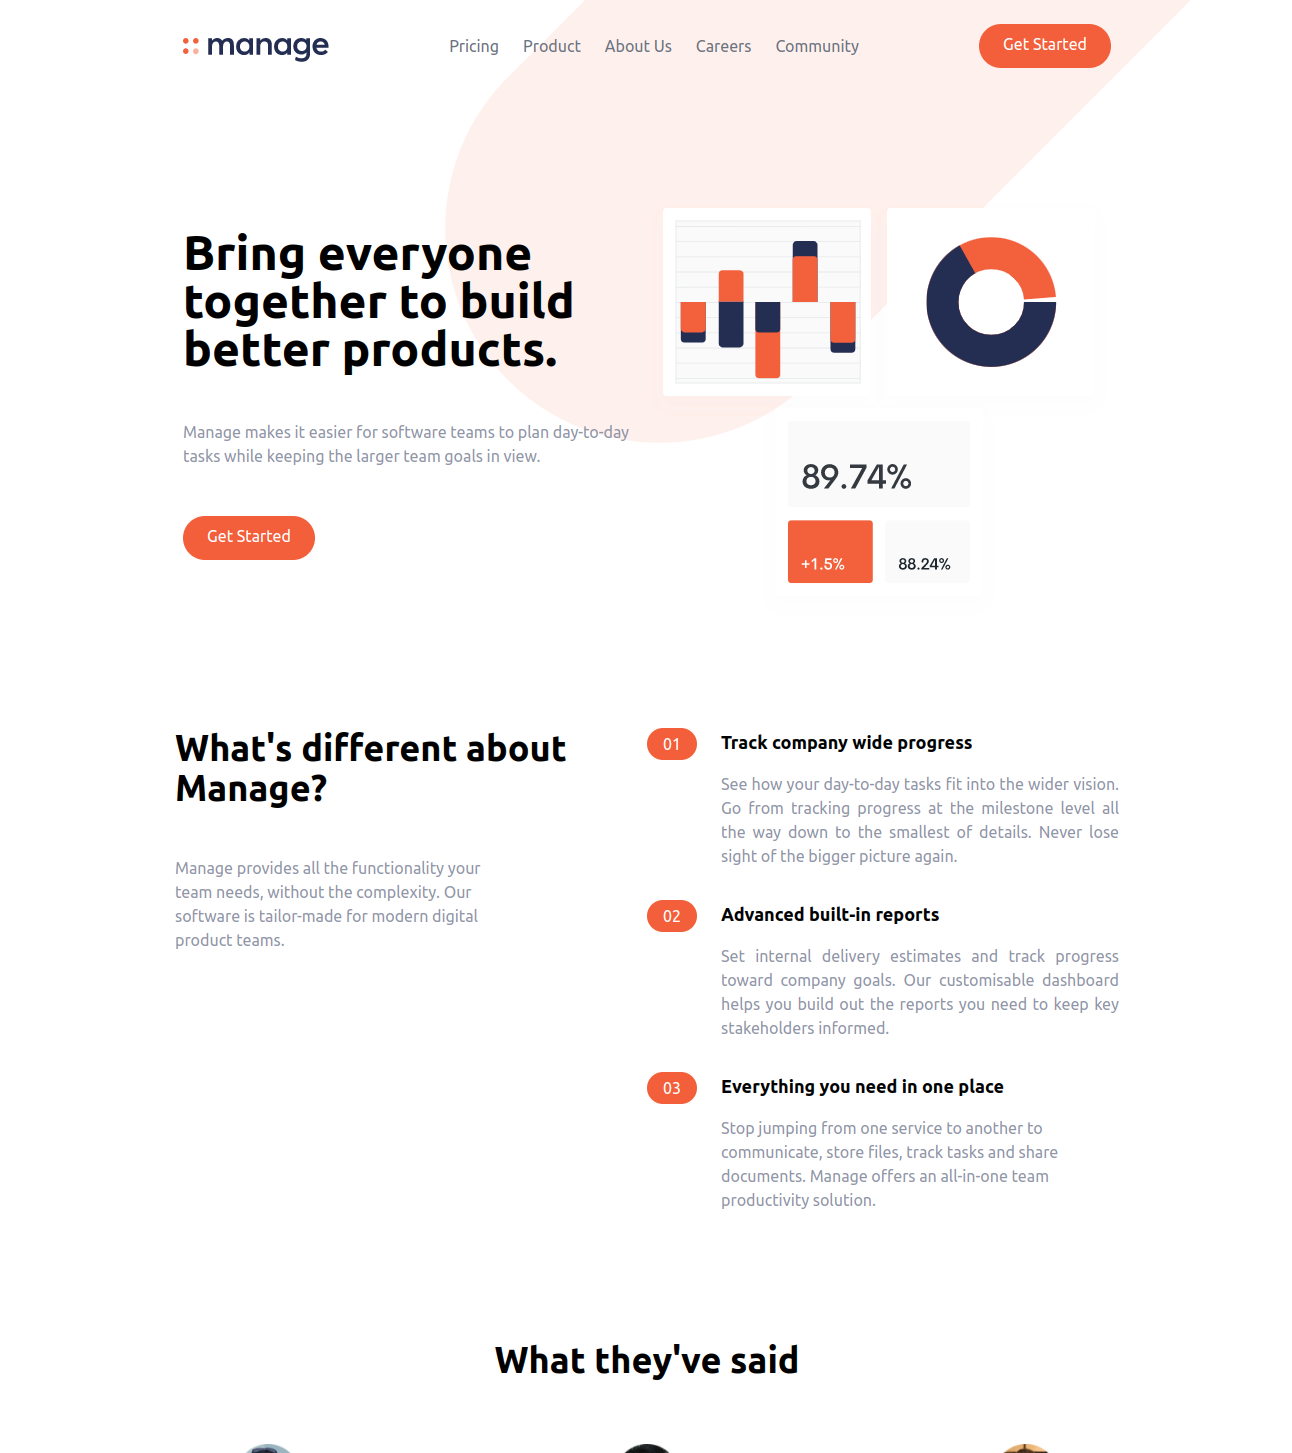 manage
Pricing Product About Us Careers Community
Get Started
Bring everyone
together to build
better products.
Manage makes it easier for software teams to plan day-to-day
tasks while keeping the larger team goals in view.
Get Started
89.74%
+1.5%
88.24%
What's different about
Manage?
Manage provides all the functionality your
team needs, without the complexity. Our
software is tailor-made for modern digital
product teams.
01 Track company wide progress
See how your day-to-day tasks fit into the wider vision.
Go from tracking progress at the milestone level all
the way down to the smallest of details. Never lose
sight of the bigger picture again.
02 Advanced built-in reports
Set internal delivery estimates and track progress
toward company goals. Our customisable dashboard
helps you build out the reports you need to keep key
stakeholders informed.
03 Everything you need in one place
Stop jumping from one service to another to
communicate, store files, track tasks and share
documents. Manage offers an all-in-one team
productivity solution.
What they've said